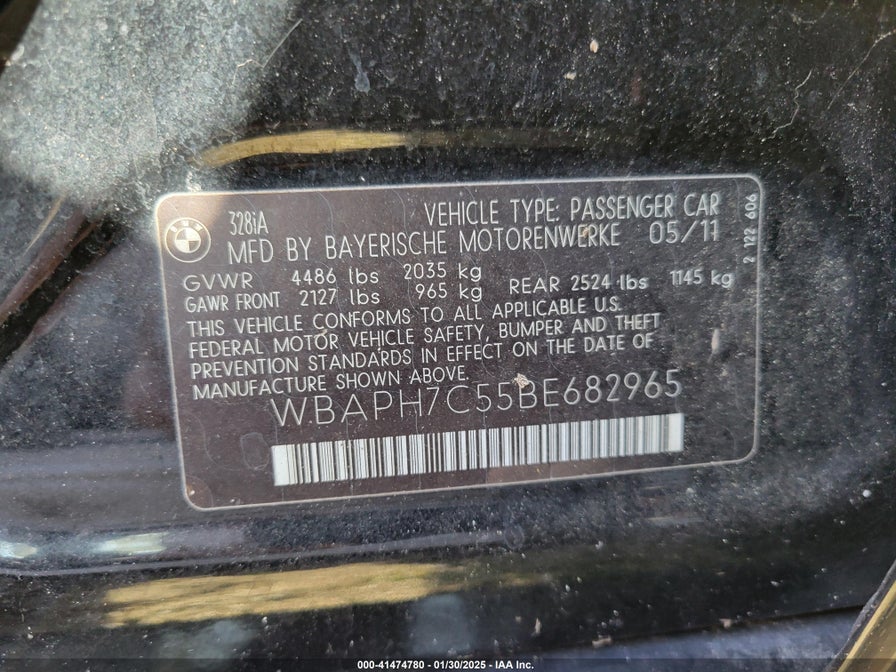 328iA VEHICLE TYPE: PASSENGER CAR
MFD BY BAYERISCHE MOTORENWERKE 05/11
GVWR 4486 lbs 2035 kg
GAWR FRONT 2127 lbs 965 kg REAR 2524 lbs 1145 kg
THIS VEHICLE CONFORMS TO ALL APPLICABLE U.S.
FEDERAL MOTOR VEHICLE SAFETY, BUMPER AND THEFT
PREVENTION STANDARDS IN EFFECT ON THE DATE OF
MANUFACTURE SHOWN ABOVE.
WBAPH7C55BE682965
2 122 606
000-41474780 - 01/30/2025 - IAA Inc.